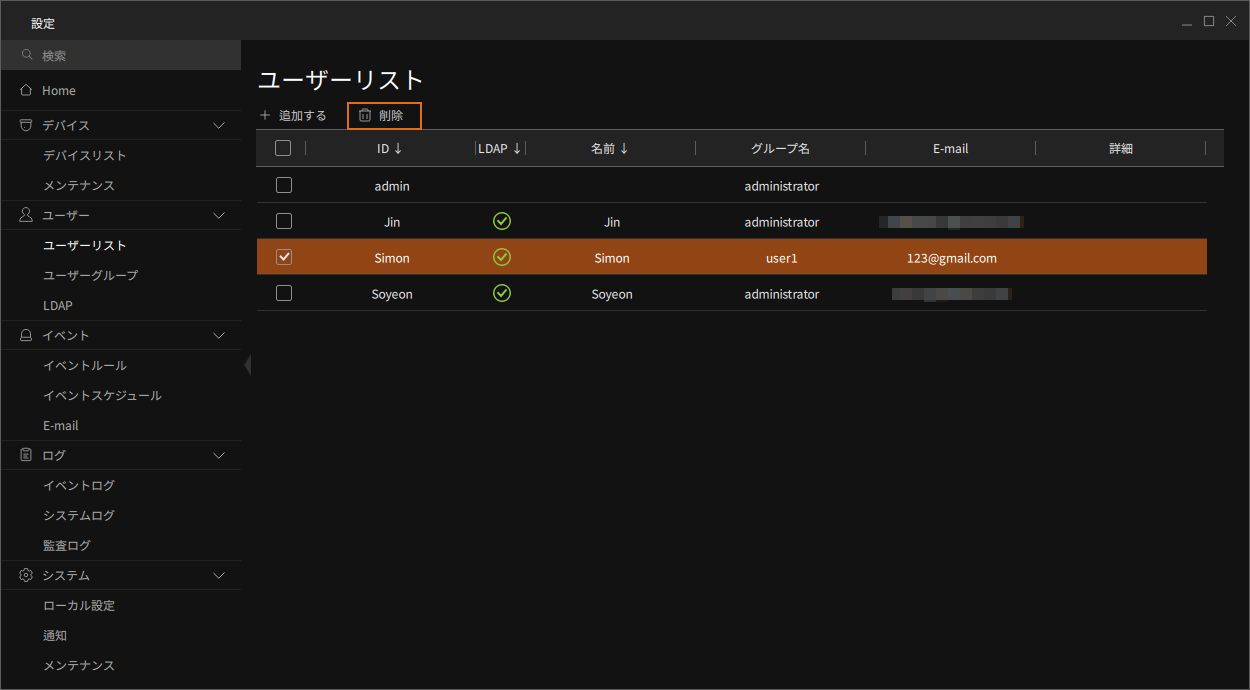 設定
検索
Home
デバイス
デバイスリスト
メンテナンス
ユーザー
ユーザーリスト
ユーザーグループ
LDAP
イベント
イベントルール
イベントスケジュール
E-mail
ログ
イベントログ
システムログ
監査ログ
システム
ローカル設定
通知
メンテナンス
ユーザーリスト
追加する 削除
ID ↓ LDAP ↓ 名前 ↓ グループ名 E-mail 詳細
admin administrator
Jin Jin administrator
Simon Simon user1 123@gmail.com
Soyeon Soyeon administrator